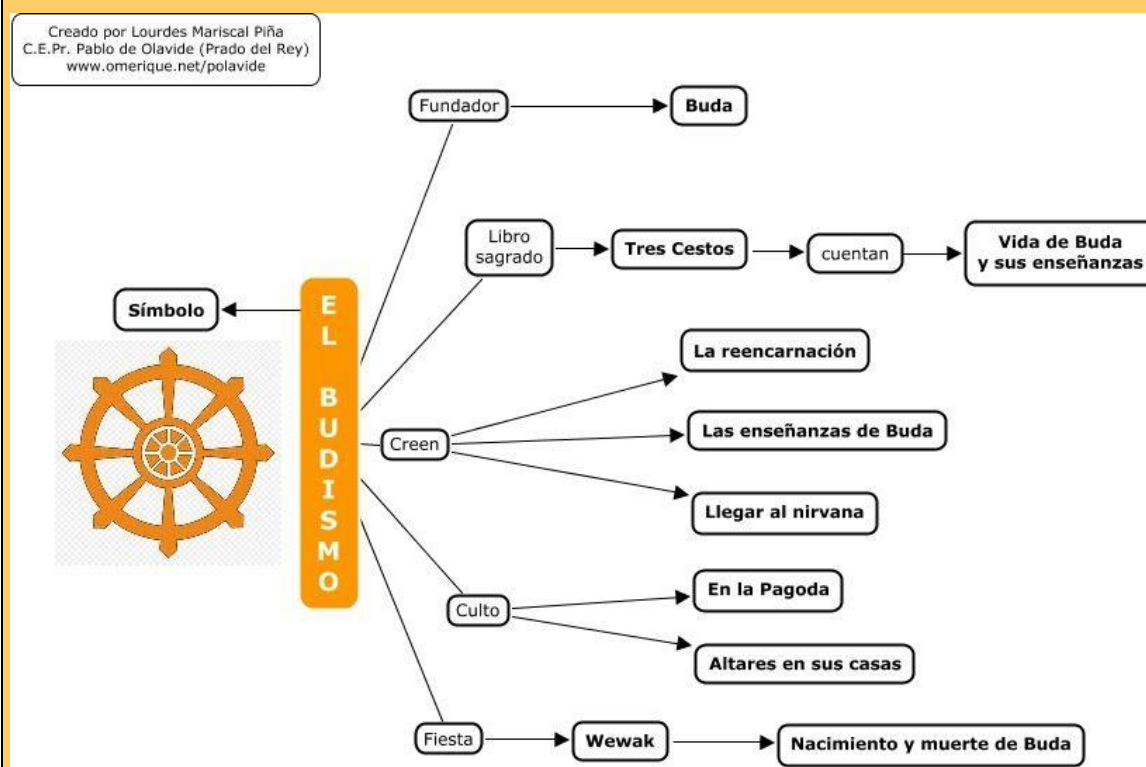 Creado por Lourdes Mariscal Piña
C.E.Pr. Pablo de Olavide (Prado del Rey)
www.omerique.net/polavide
Fundador
Buda
Libro
sagrado
Tres Cestos
cuentan
Vida de Buda
y sus enseñanzas
Símbolo
EL BUDISMO
Creen
La reencarnación
Las enseñanzas de Buda
Llegar al nirvana
Culto
En la Pagoda
Altares en sus casas
Fiesta
Wewak
Nacimiento y muerte de Buda